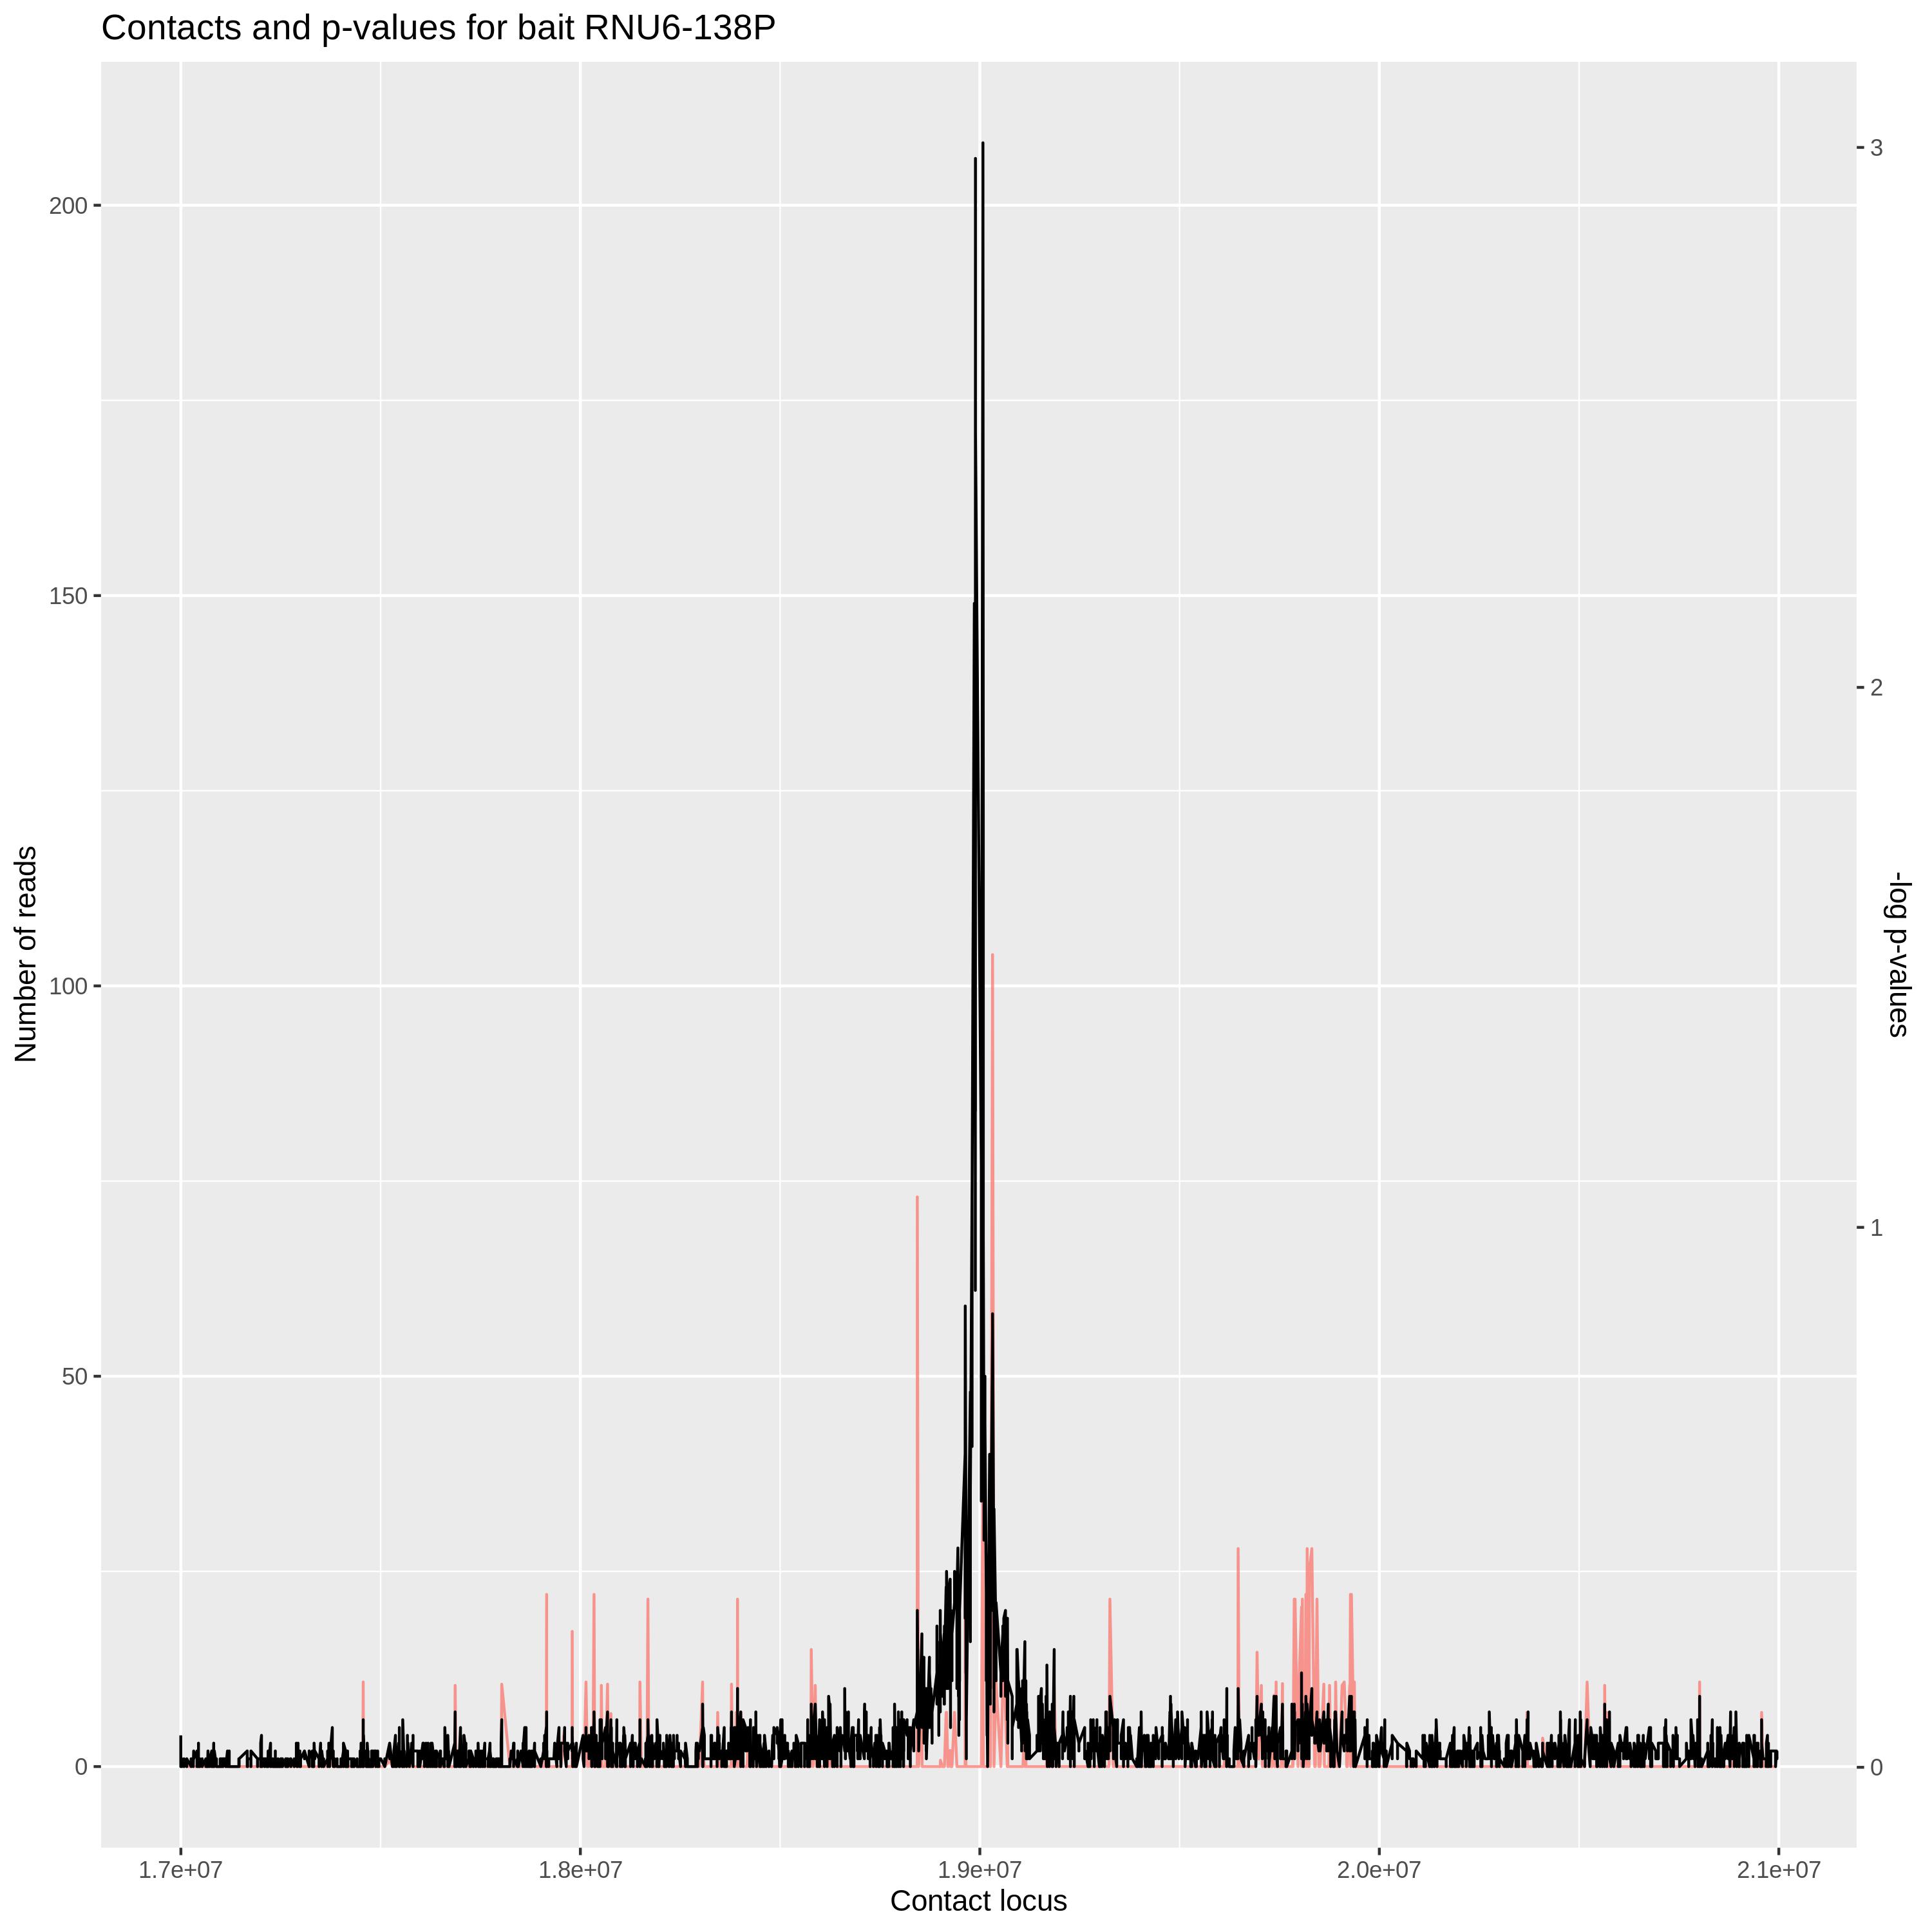 Contacts and p-values for bait RNU6-138P
Number of reads
200
150
100
50
0
3
2
1
0
-log p-values
1.7e+07
1.8e+07
1.9e+07
2.0e+07
2.1e+07
Contact locus